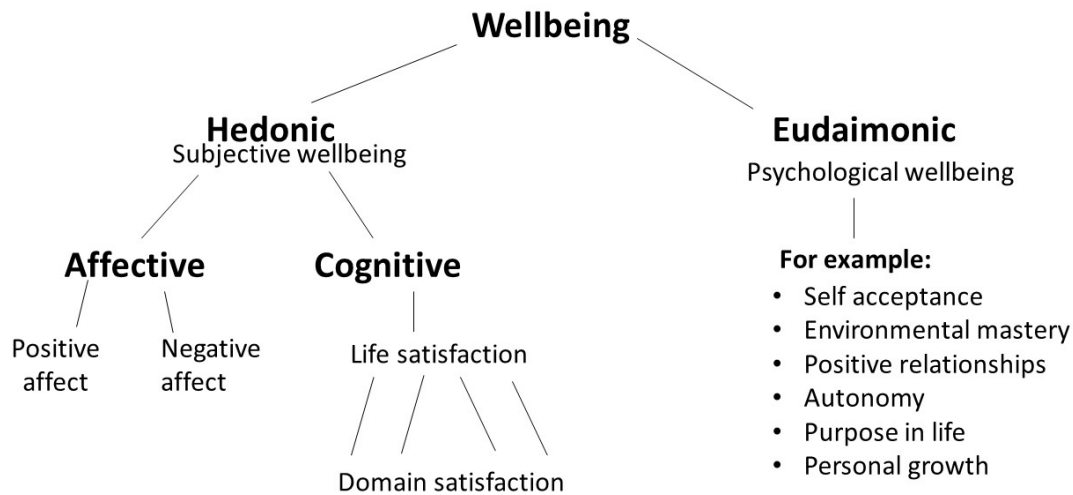 Wellbeing
Hedonic
Subjective wellbeing
Eudaimonic
Psychological wellbeing
Affective
Cognitive
Positive
affect
Negative
affect
Life satisfaction
Domain satisfaction
For example:
• Self acceptance
• Environmental mastery
• Positive relationships
• Autonomy
• Purpose in life
• Personal growth